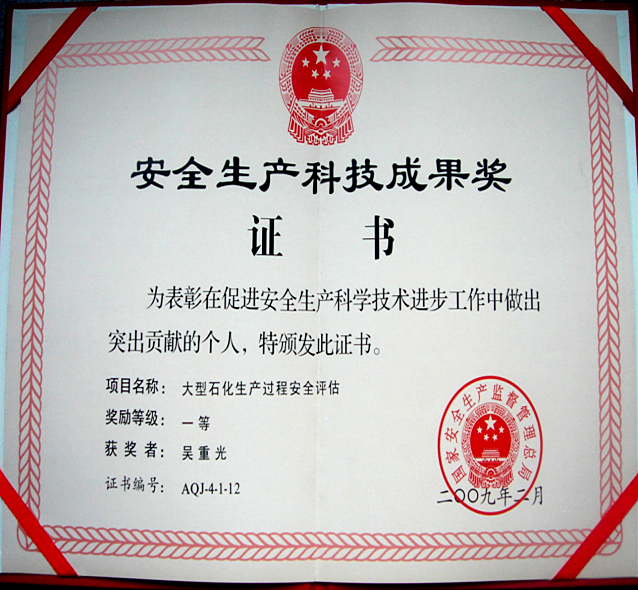 安全生产科技成果奖
证 书
为表彰在促进安全生产科学技术进步工作中做出
突出贡献的个人，特颁发此证书。
项目名称： 大型石化生产过程安全评估
奖励等级： 一等
获 奖 者： 吴重光
证书编号： AQJ-4-1-12
国家安全生产监督管理总局
二〇〇九年二月